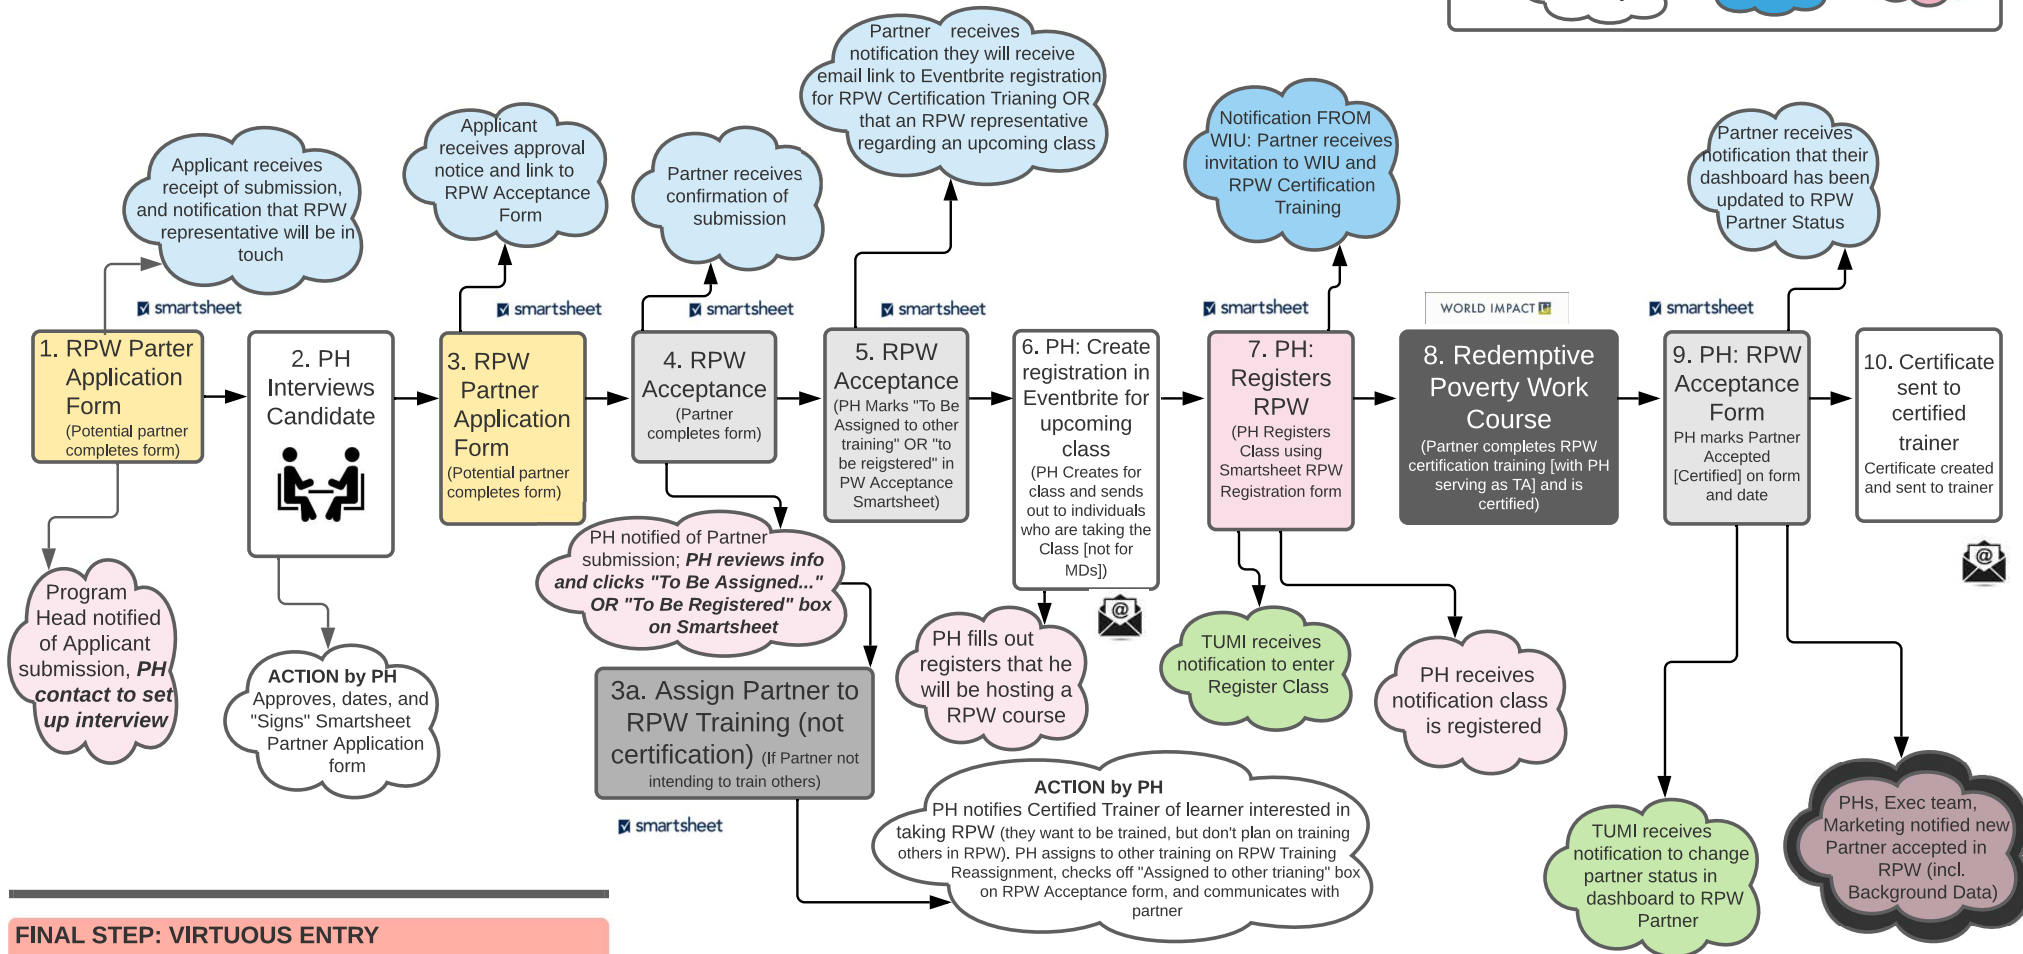 Partner receives
notification they will receive
email link to Eventbrite registration
for RPW Certification Trianing OR
that an RPW representative
regarding an upcoming class
Applicant
receives approval
notice and link to
RPW Acceptance
Form
Notification FROM
WIU: Partner receives
invitation to WIU and
RPW Certification
Training
Partner receives
notification that their
dashboard has been
updated to RPW
Partner Status
Applicant receives
receipt of submission,
and notification that RPW
representative will be in
touch
Partner receives
confirmation of
submission
smartsheet
smartsheet
smartsheet
smartsheet
smartsheet
WORLD IMPACT
smartsheet
1. RPW Parter
Application
Form
(Potential partner
completes form)
2. PH
Interviews
Candidate
3. RPW
Partner
Application
Form
(Potential partner
completes form)
4. RPW
Acceptance
(Partner
completes form)
5. RPW
Acceptance
(PH Marks "To Be
Assigned to other
training" OR "to
be reigstered" in
PW Acceptance
Smartsheet)
6. PH: Create
registration in
Eventbrite for
upcoming
class
(PH Creates for
class and sends
out to individuals
who are taking the
Class [not for
MDs])
7. PH:
Registers
RPW
(PH Registers
Class using
Smartsheet RPW
Registration form
8. Redemptive
Poverty Work
Course
(Partner completes RPW
certification training [with PH
serving as TA] and is
certified)
9. PH: RPW
Acceptance
Form
PH marks Partner
Accepted
[Certified] on form
and date
10. Certificate
sent to
certified
trainer
Certificate created
and sent to trainer
Program
Head notified
of Applicant
submission, PH
contact to set
up interview
ACTION by PH
Approves, dates, and
"Signs" Smartsheet
Partner Application
form
PH notified of Partner
submission; PH reviews info
and clicks "To Be Assigned..."
OR "To Be Registered" box
on Smartsheet
3a. Assign Partner to
RPW Training (not
certification) (If Partner not
intending to train others)
smartsheet
PH fills out
registers that he
will be hosting a
RPW course
TUMI receives
notification to enter
Register Class
PH receives
notification class
is registered
ACTION by PH
PH notifies Certified Trainer of learner interested in
taking RPW (they want to be trained, but don't plan on training
others in RPW). PH assigns to other training on RPW Training
Reassignment, checks off "Assigned to other trianing" box
on RPW Acceptance form, and communicates with
partner
TUMI receives
notification to change
partner status in
dashboard to RPW
Partner
PHs, Exec team,
Marketing notified new
Partner accepted in
RPW (incl.
Background Data)
FINAL STEP: VIRTUOUS ENTRY